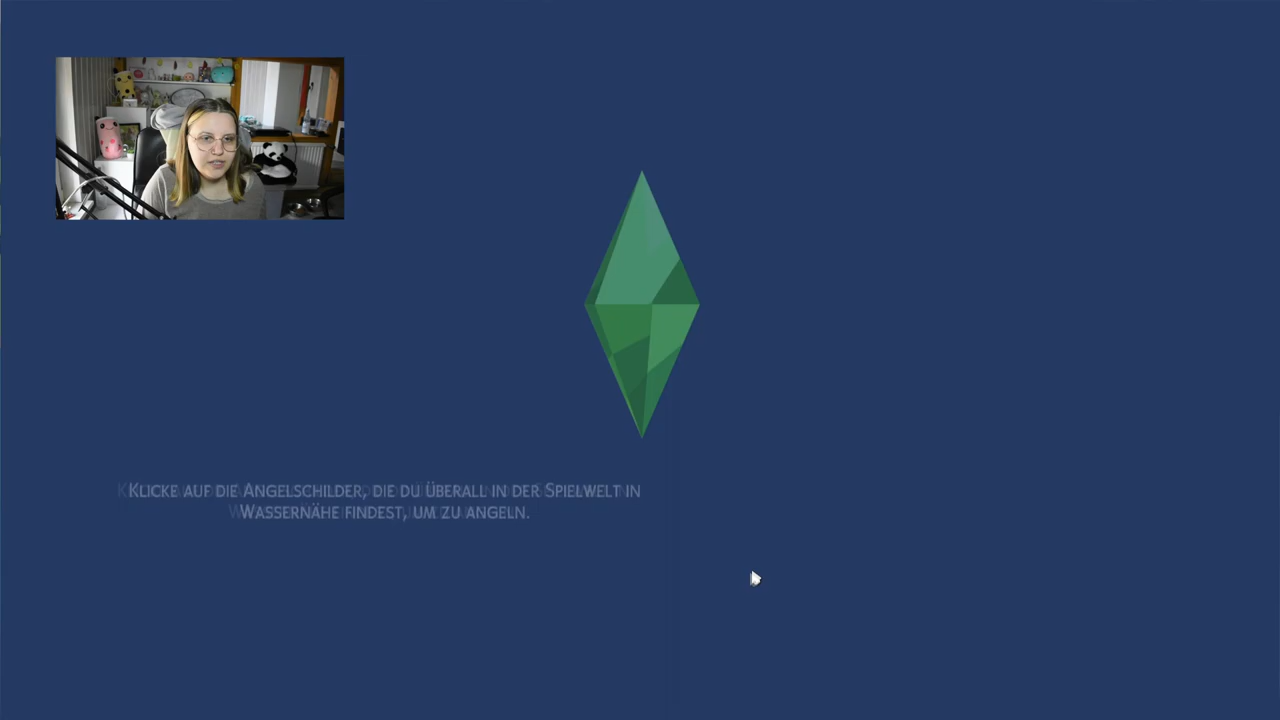 Klicke auf die Angelschilder, die du überall in der Spielwelt in
Wassernähe findest, um zu angeln.